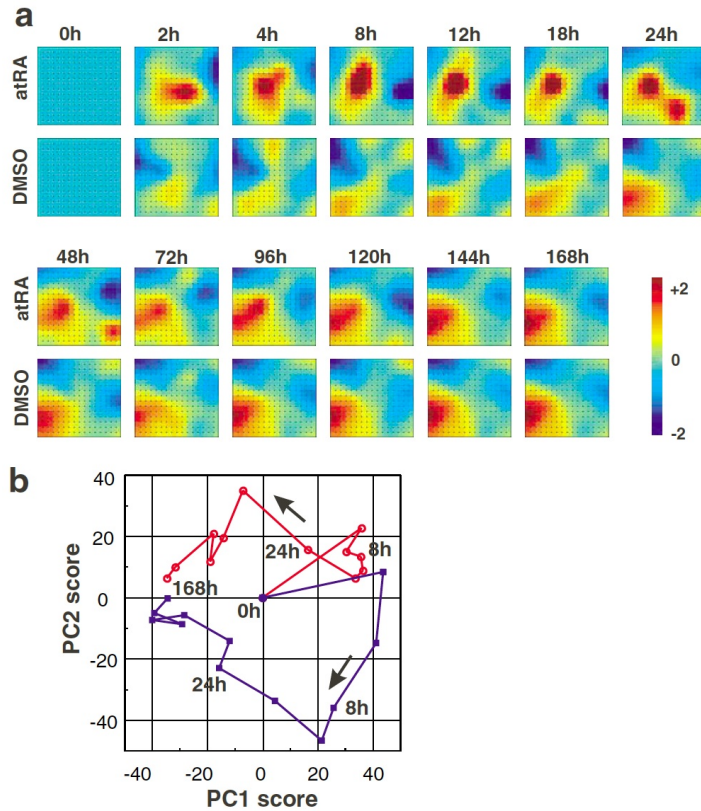 a
0h 2h 4h 8h 12h 18h 24h
atRA
DMSO
48h 72h 96h 120h 144h 168h
atRA
DMSO
+2
0
-2
b
40
20
0
-20
-40
PC2 score
24h
8h
168h
0h
24h
8h
-40 -20 0 20 40
PC1 score